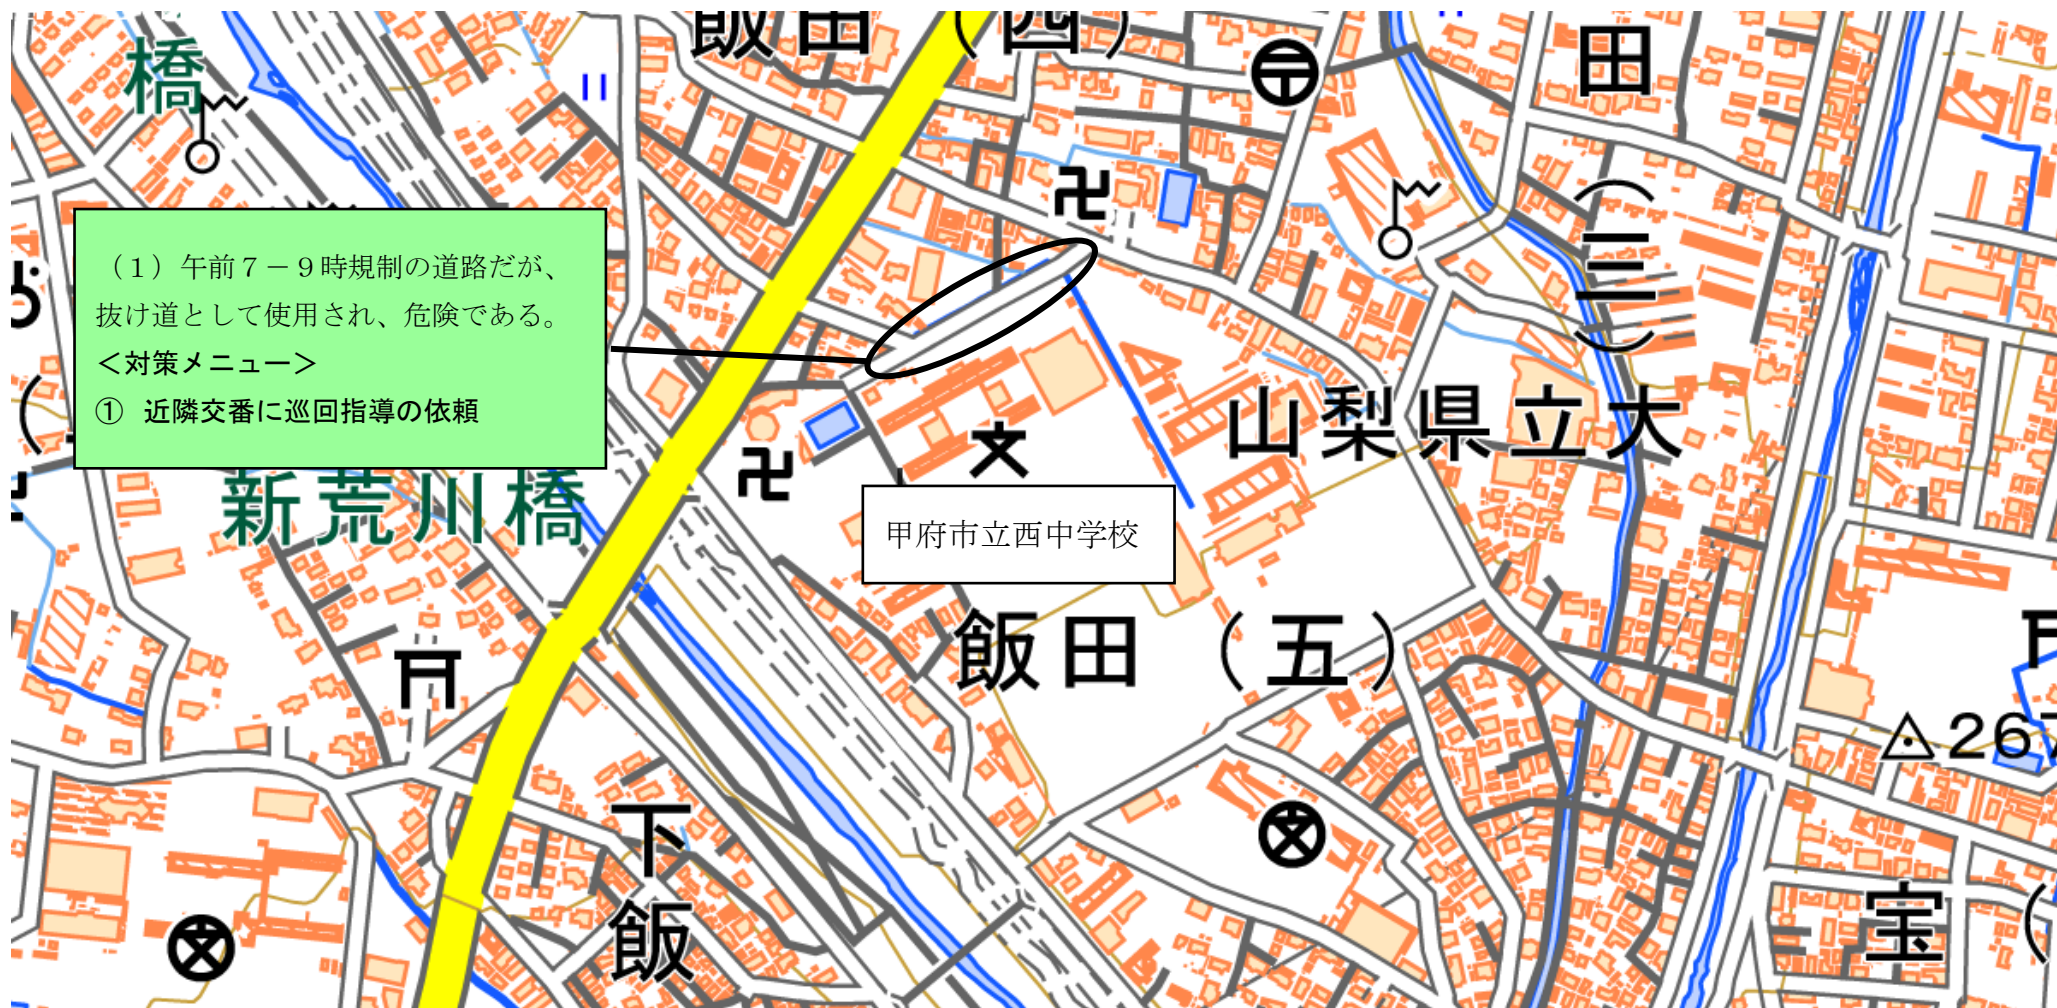 飯田（四）
橋
田
（三）
（1）午前７－９時規制の道路だが、
抜け道として使用され、危険である。
＜対策メニュー＞
①　近隣交番に巡回指導の依頼
山梨県立大
新荒川橋
甲府市立西中学校
飯田（五）
267
下
飯
宝（